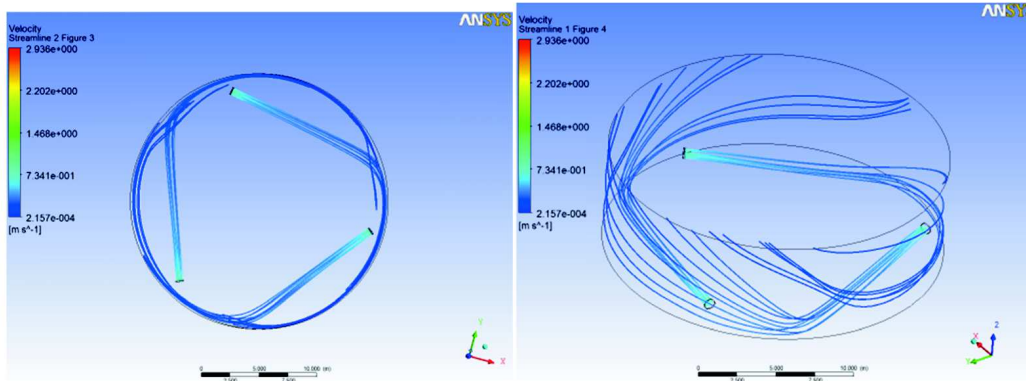 ANSYS
Velocity
Streamline 2 Figure 3
2.936e+000
2.202e+000
1.468e+000
7.341e-001
2.157e-004
[m s^-1]
Y
X
0
5.000
10.000 (m)
2.500
7.500
ANSYS
Velocity
Streamline 1 Figure 4
2.936e+000
2.202e+000
1.468e+000
7.341e-001
2.157e-004
[m s^-1]
Z
X
Y
0
5.000
10.000 (m)
2.500
7.500